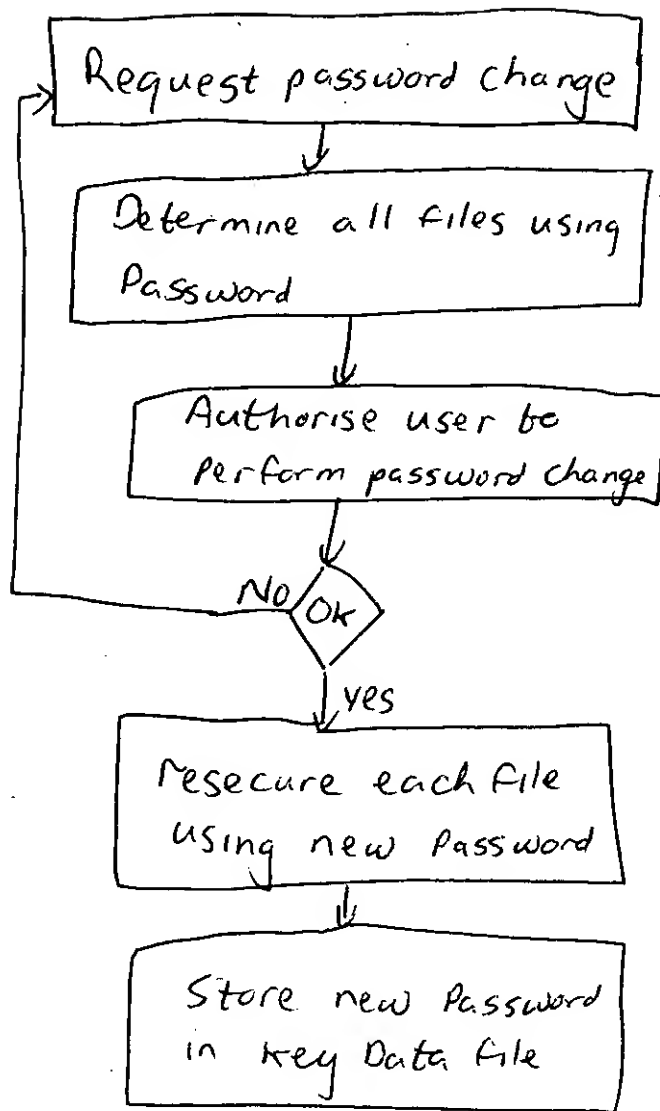 Request password change
Determine all files using
Password
Authorise user to
perform password change
No
OK
yes
resecure each file
using new Password
Store new Password
in Key Data file